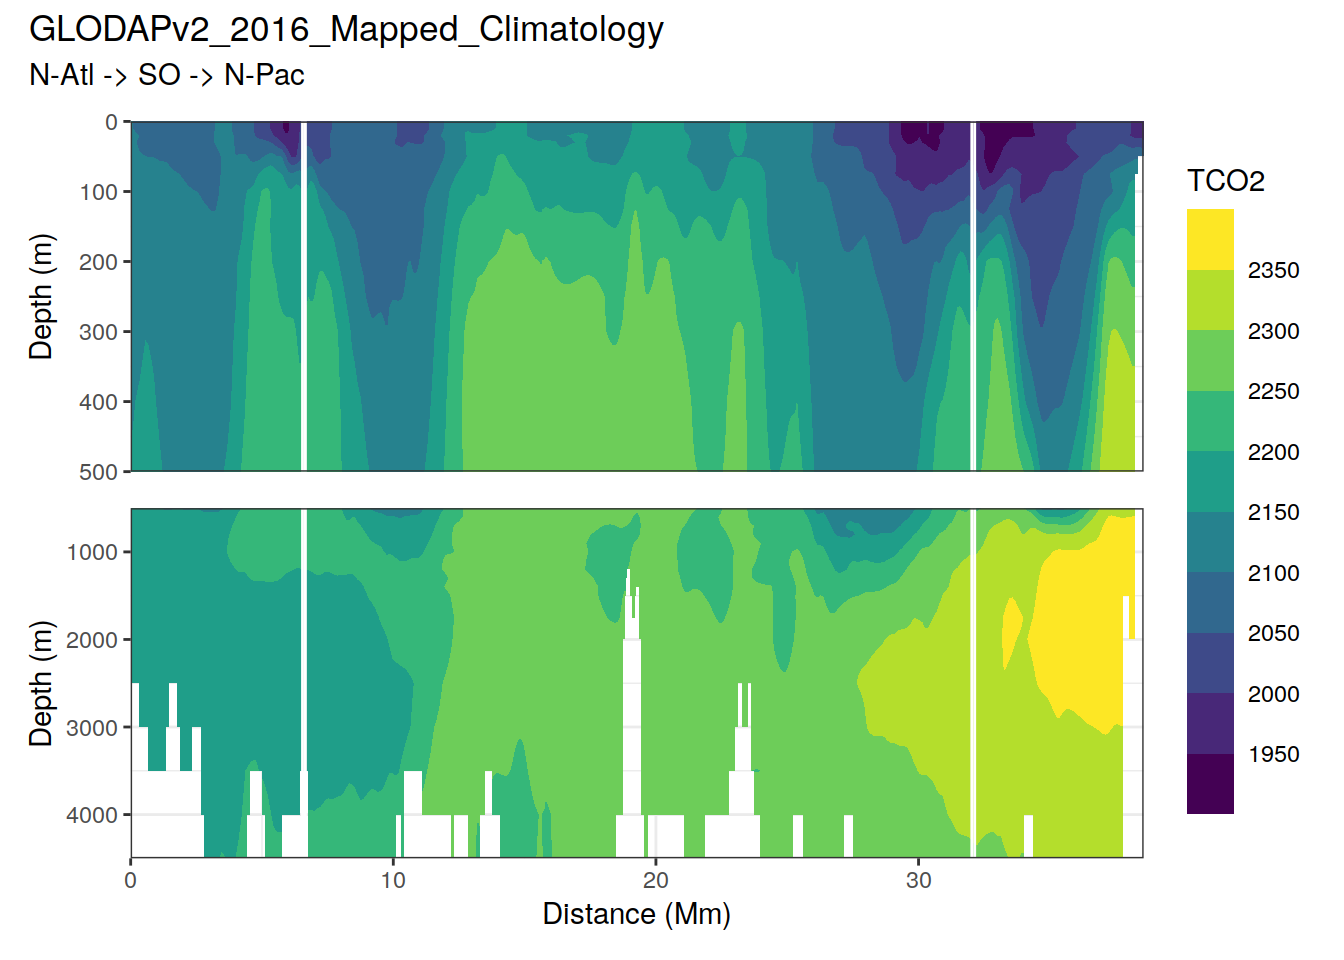 GLODAPv2_2016_Mapped_Climatology
N-Atl -> SO -> N-Pac
Depth (m)
0
100
200
300
400
500
Depth (m)
1000
2000
3000
4000
0 10 20 30
Distance (Mm)
TCO2
2350
2300
2250
2200
2150
2100
2050
2000
1950